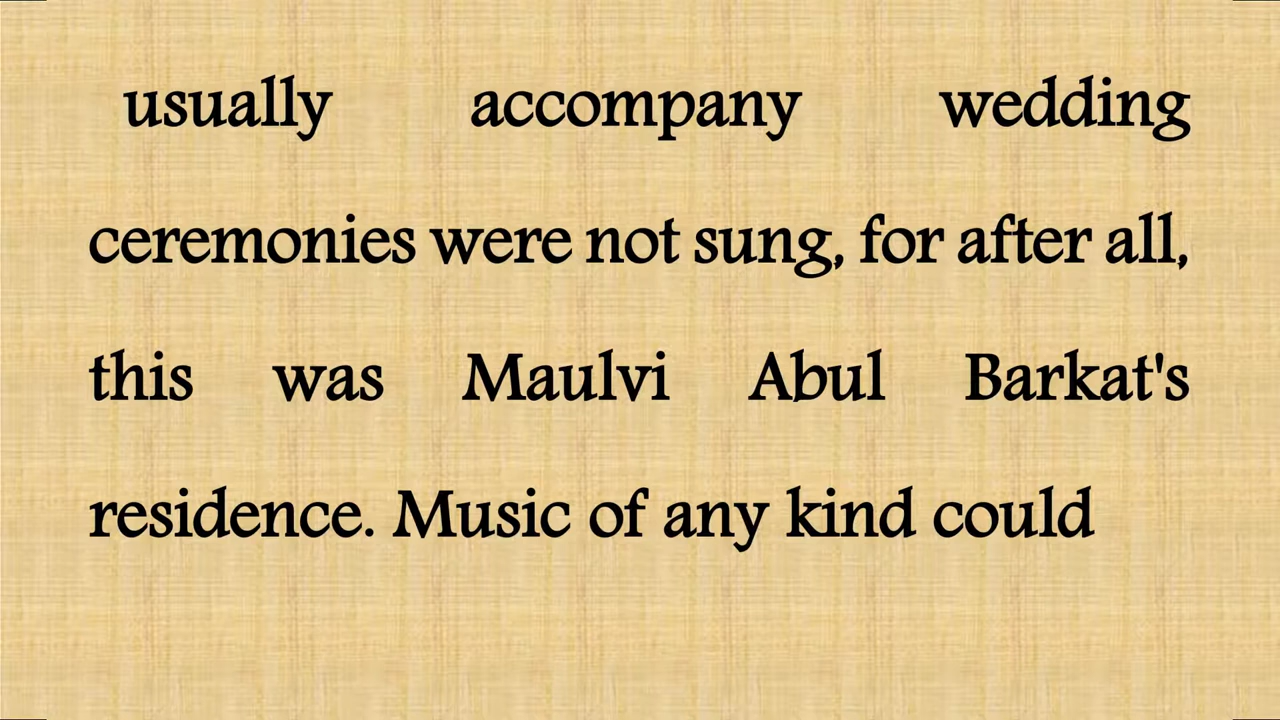 usually accompany wedding
ceremonies were not sung, for after all,
this was Maulvi Abul Barkat's
residence. Music of any kind could